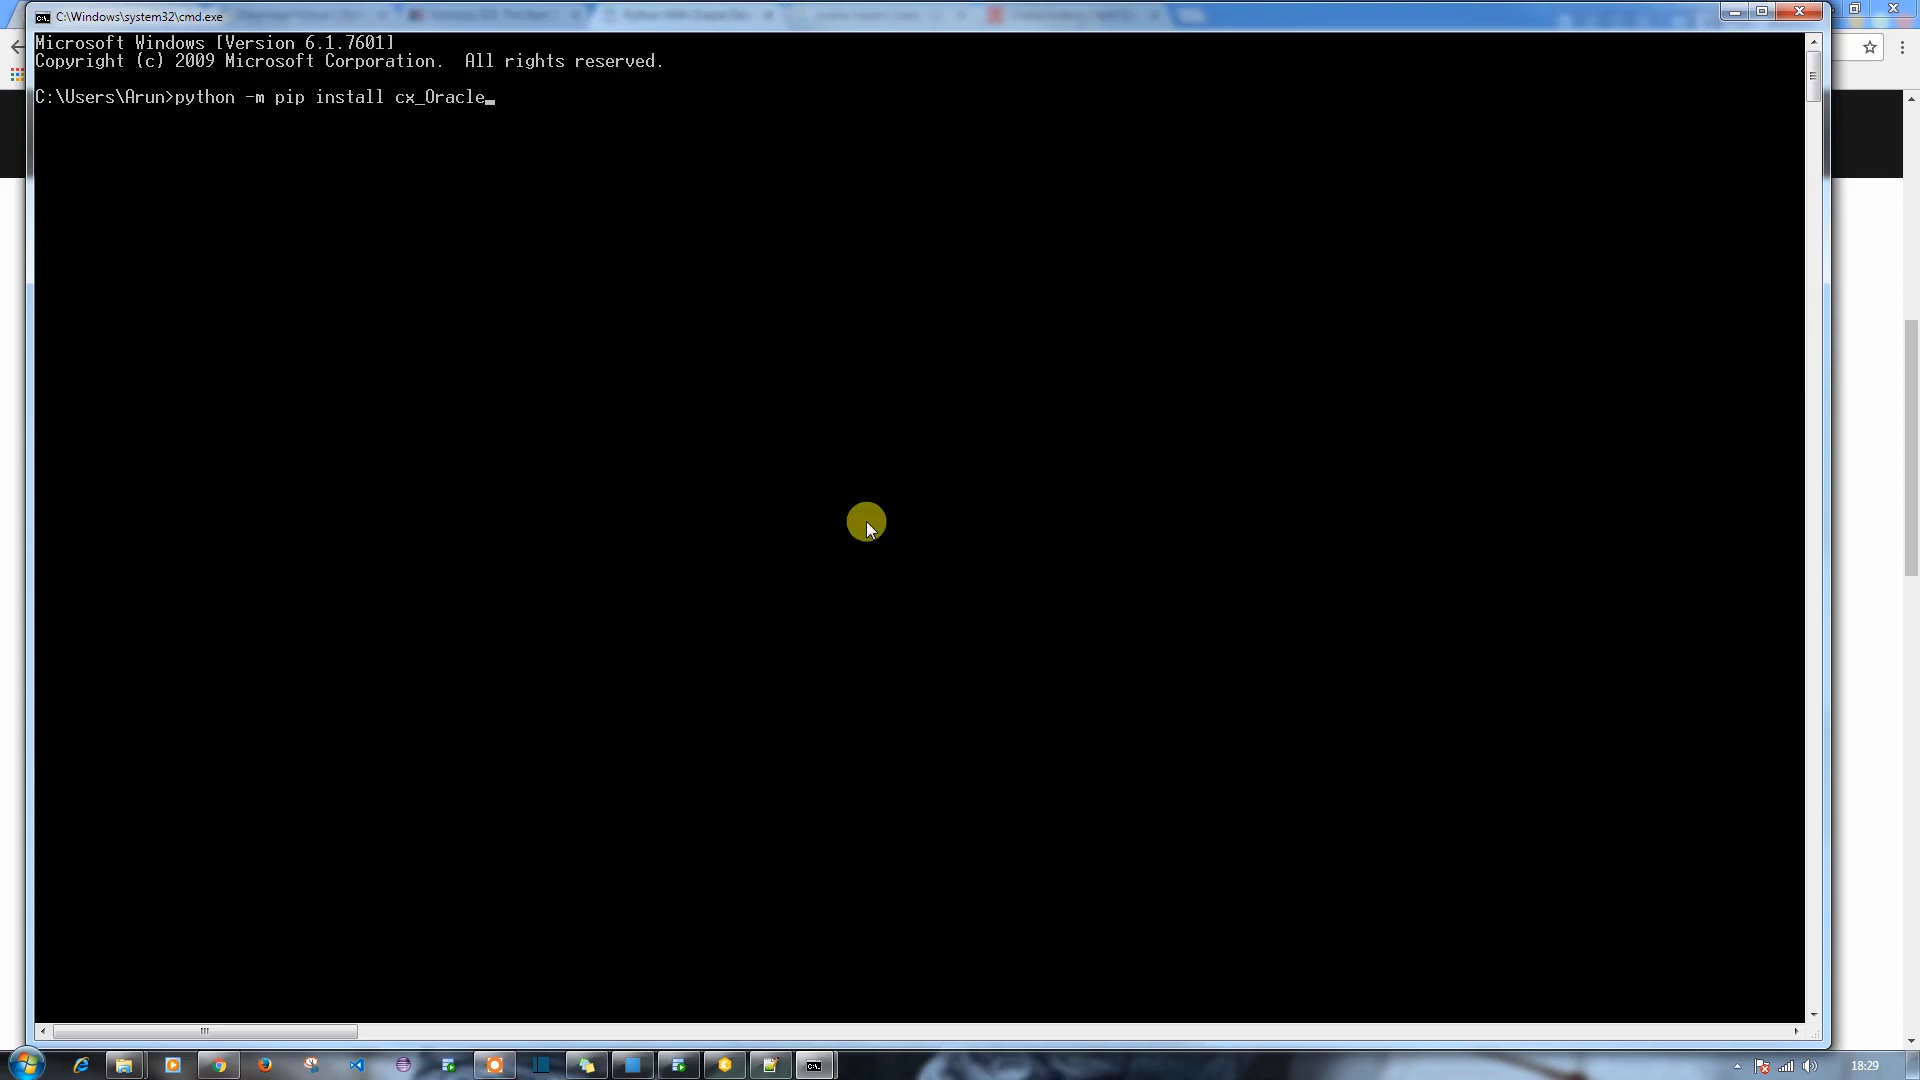 C:\Windows\system32\cmd.exe
Microsoft Windows [Version 6.1.7601]
Copyright (c) 2009 Microsoft Corporation.  All rights reserved.
C:\Users\Arun>python -m pip install cx_Oracle
18:29